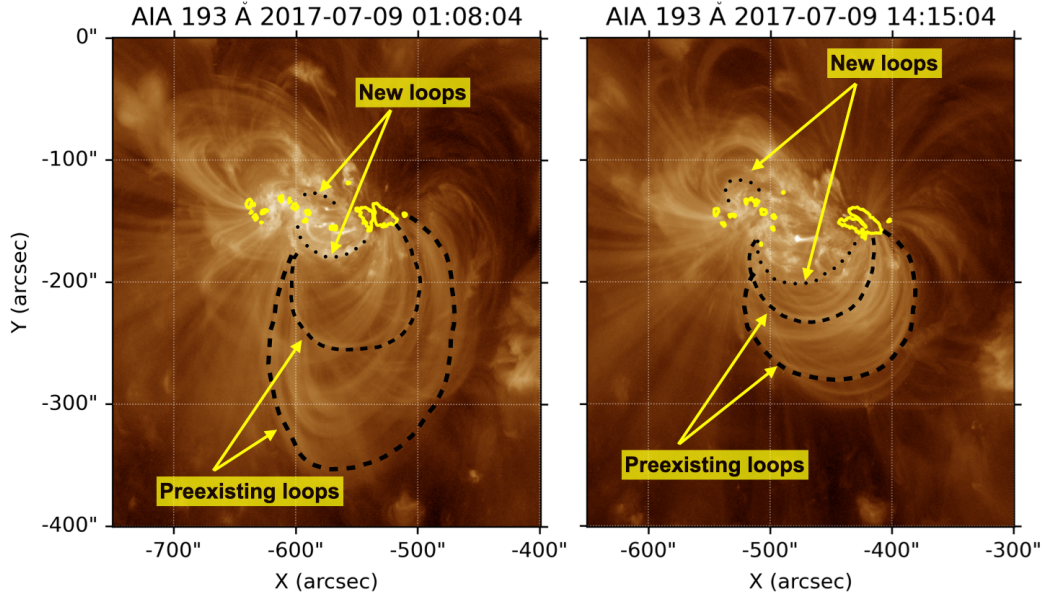 AIA 193 Å 2017-07-09 01:08:04
AIA 193 Å 2017-07-09 14:15:04
0"
-100"
-200"
-300"
-400"
Y (arcsec)
New loops
Preexisting loops
New loops
Preexisting loops
-700"
-600"
-500"
-400"
-600"
-500"
-400"
-300"
X (arcsec)
X (arcsec)